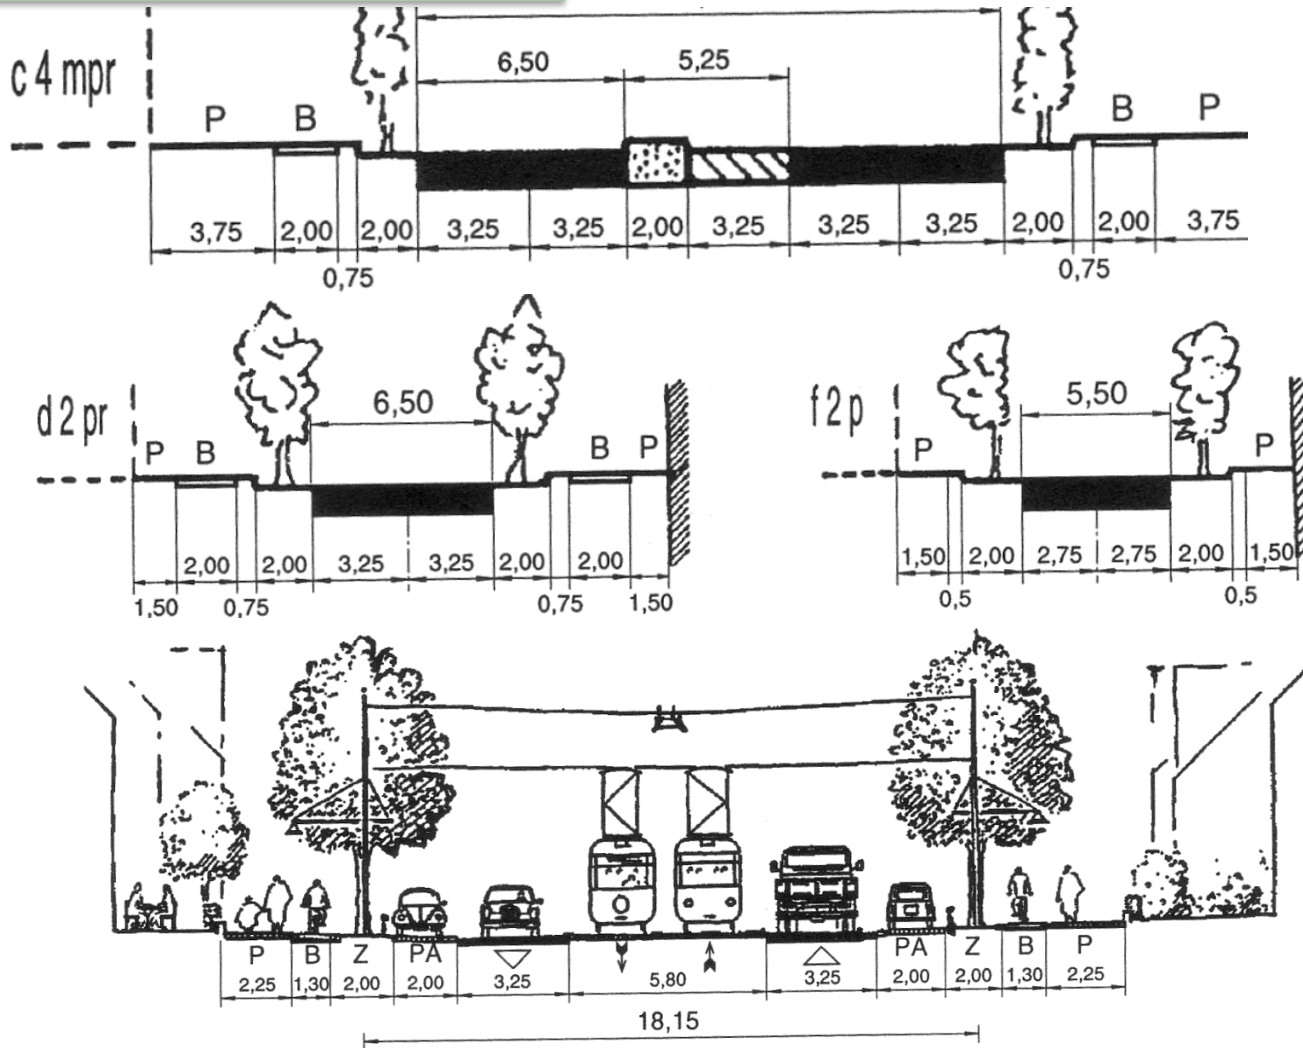 6,50 5,25
c 4 mpr
P B B P
3,75 2,00 2,00 3,25 3,25 2,00 3,25 3,25 3,25 2,00 2,00 3,75
0,75 0,75
6,50
d 2 pr
P B B P
2,00 2,00 3,25 3,25 2,00 2,00
1,50 0,75 0,75 1,50
5,50
f 2 p
P P
1,50 2,00 2,75 2,75 2,00 1,50
0,5 0,5
P B Z PA PA Z B P
2,25 1,30 2,00 2,00 3,25 5,80 3,25 2,00 2,00 1,30 2,25
18,15